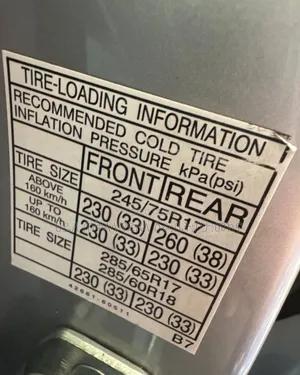 TIRE-LOADING INFORMATION
RECOMMENDED COLD TIRE
INFLATION PRESSURE kPa(psi)
FRONT REAR
TIRE SIZE 245/75R1
ABOVE 160 km/h 230 (33) 260 (38)
UP TO 160 km/h 230 (33) 230 (33)
TIRE SIZE 285/65R17
285/60R18
230 (33) 230 (33)
42661-60511 B7